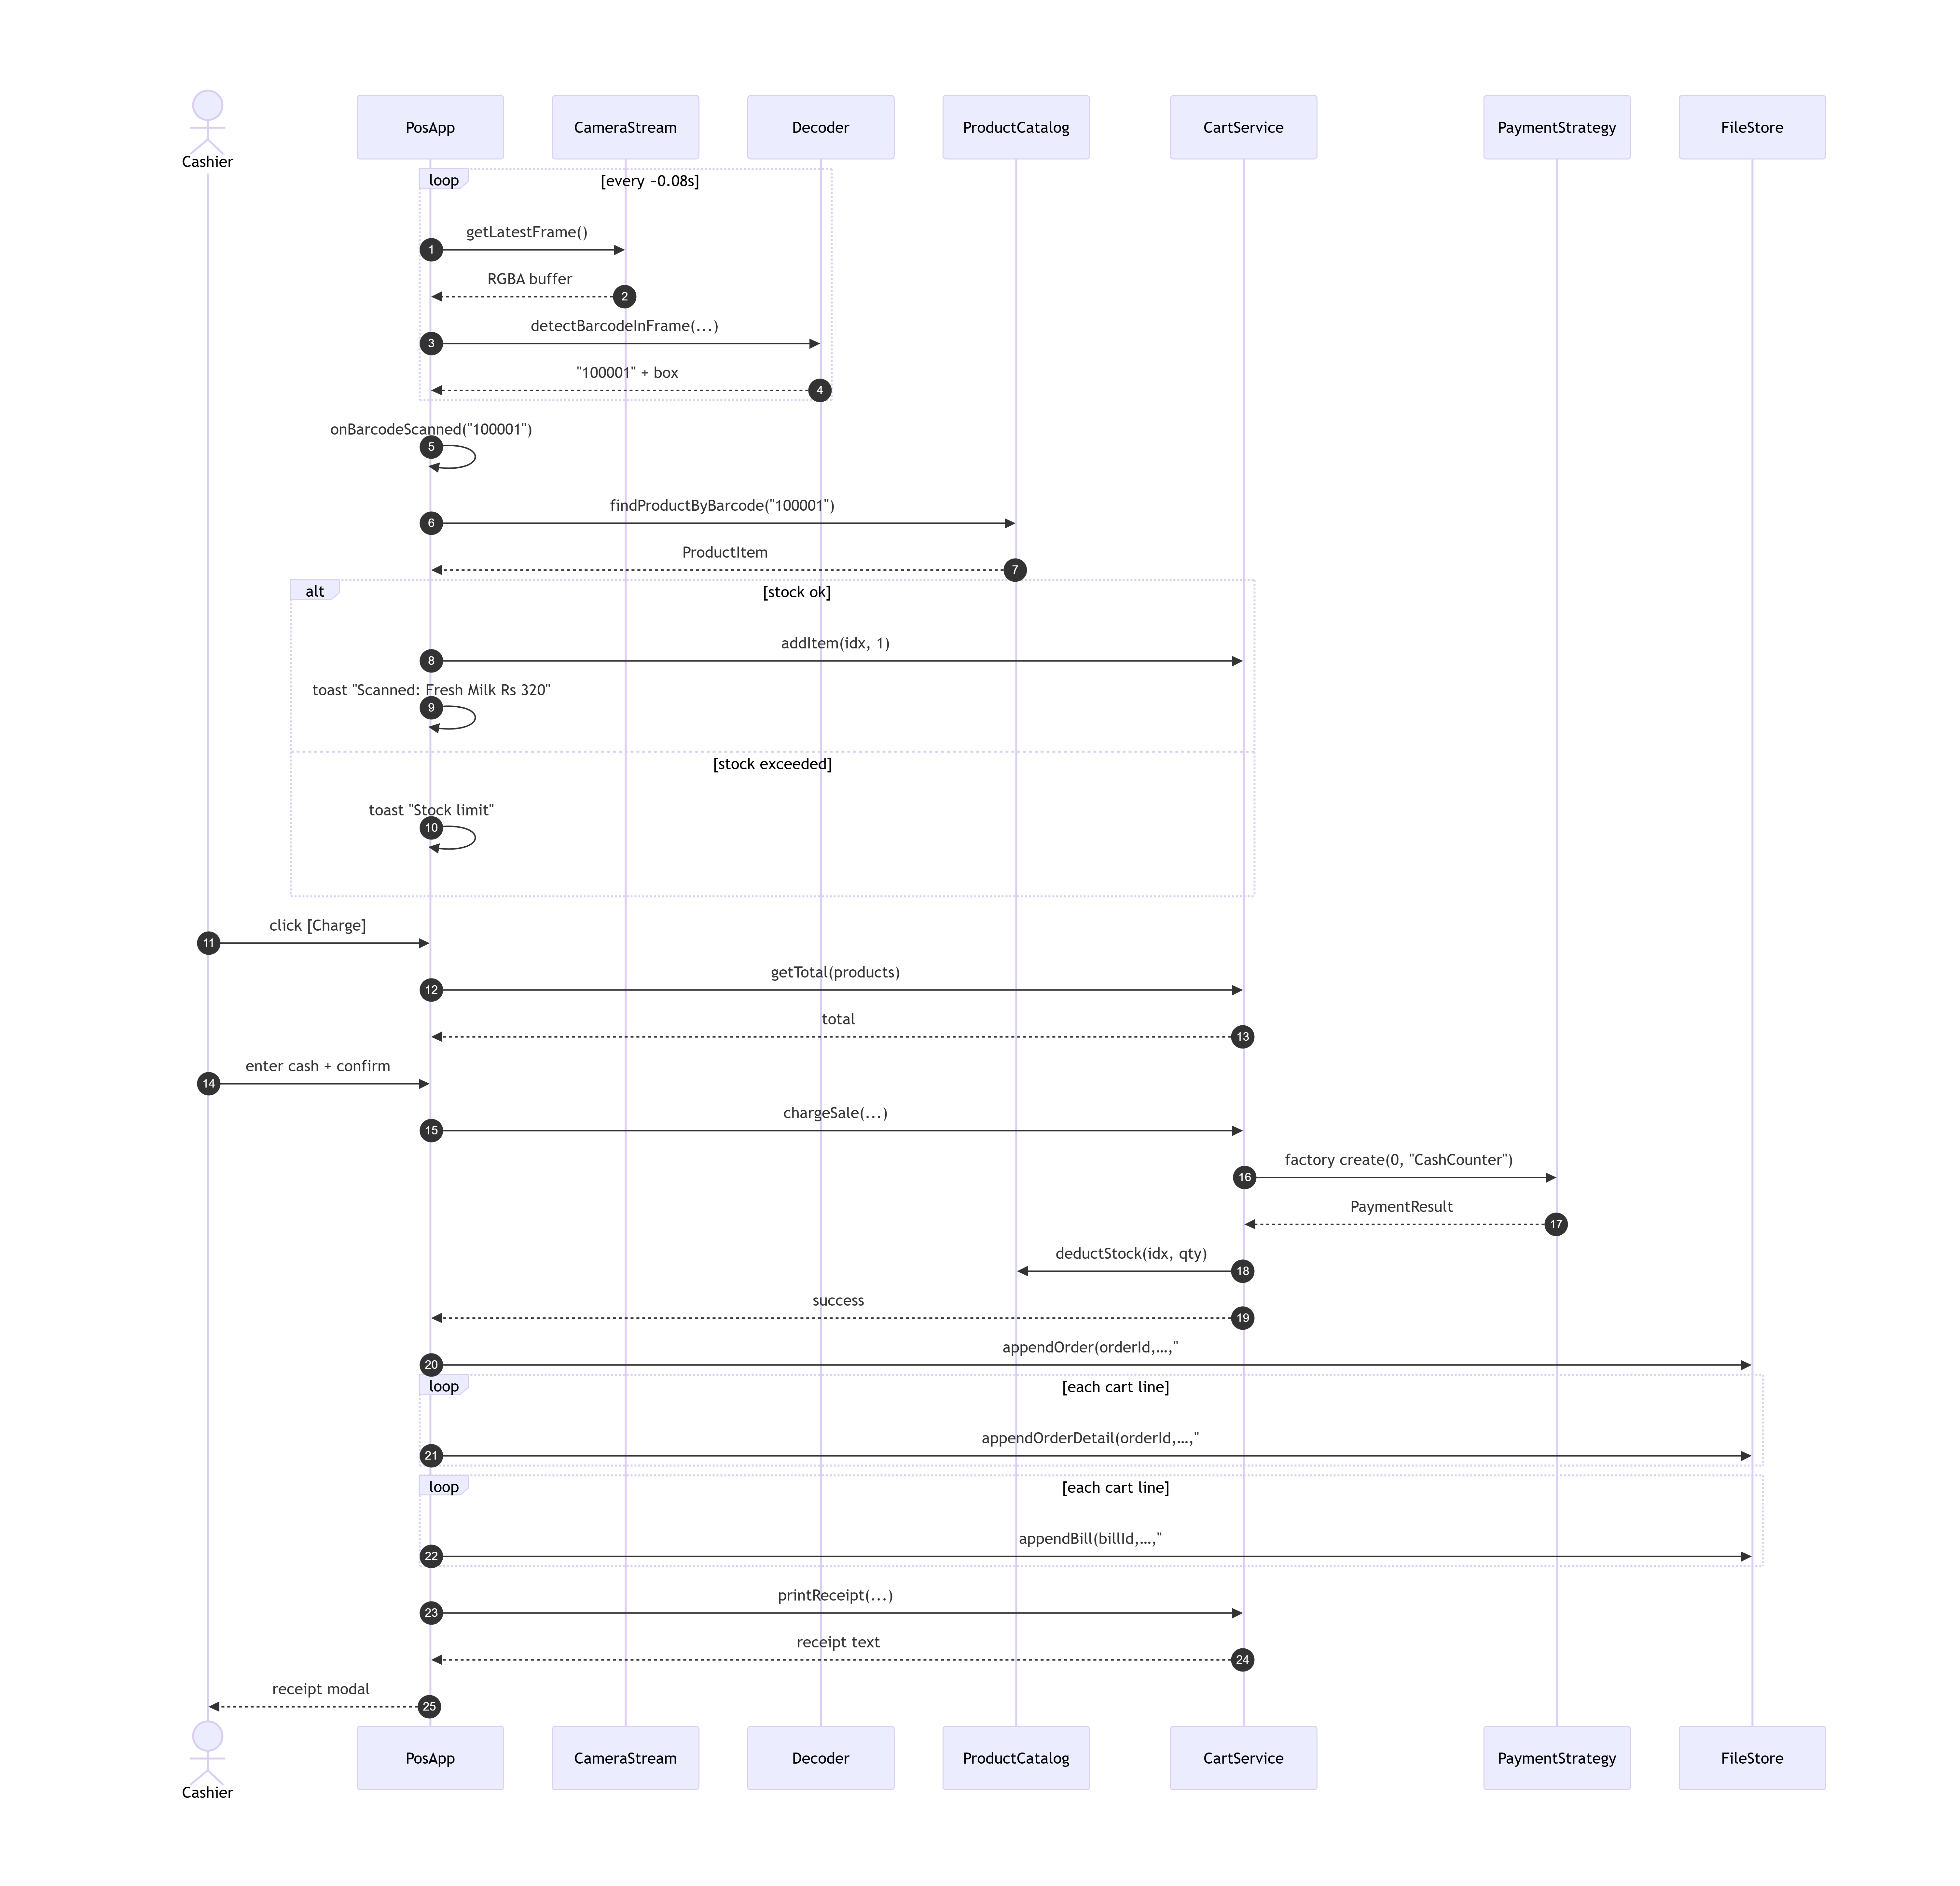 Cashier
PosApp
CameraStream
Decoder
ProductCatalog
CartService
PaymentStrategy
FileStore
loop
[every ~0.08s]
getLatestFrame()
1
RGBA buffer
2
detectBarcodeInFrame(...)
3
"100001" + box
4
onBarcodeScanned("100001")
5
findProductByBarcode("100001")
6
ProductItem
7
alt
[stock ok]
addItem(idx, 1)
8
toast "Scanned: Fresh Milk Rs 320"
9
[stock exceeded]
toast "Stock limit"
10
click [Charge]
11
getTotal(products)
12
total
13
enter cash + confirm
14
chargeSale(...)
15
factory create(0, "CashCounter")
16
PaymentResult
17
deductStock(idx, qty)
18
success
19
appendOrder(orderId,…,"
20
loop
[each cart line]
appendOrderDetail(orderId,…,"
21
loop
[each cart line]
appendBill(billId,…,"
22
printReceipt(...)
23
receipt text
24
receipt modal
25
Cashier
PosApp
CameraStream
Decoder
ProductCatalog
CartService
PaymentStrategy
FileStore